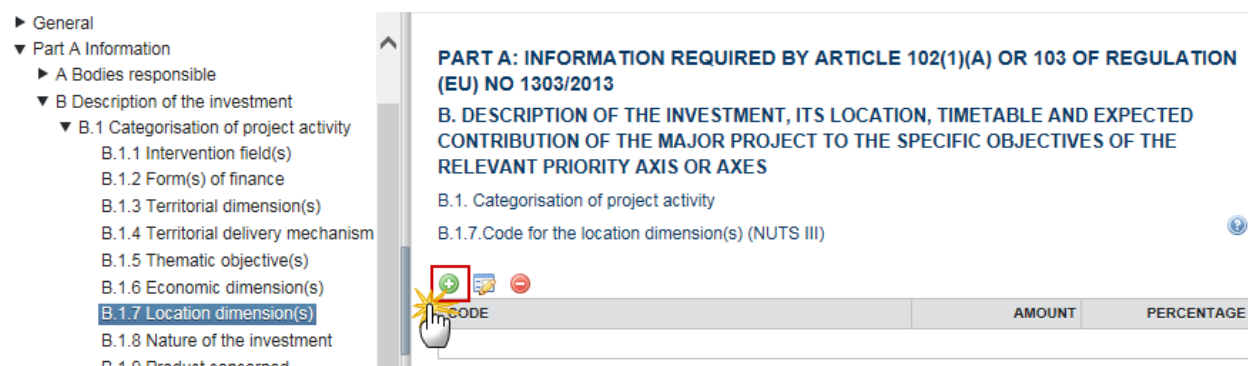 General
Part A Information
A Bodies responsible
B Description of the investment
B.1 Categorisation of project activity
B.1.1 Intervention field(s)
B.1.2 Form(s) of finance
B.1.3 Territorial dimension(s)
B.1.4 Territorial delivery mechanism
B.1.5 Thematic objective(s)
B.1.6 Economic dimension(s)
B.1.7 Location dimension(s)
B.1.8 Nature of the investment
B.1.9 Product concerned
PART A: INFORMATION REQUIRED BY ARTICLE 102(1)(A) OR 103 OF REGULATION
(EU) NO 1303/2013
B. DESCRIPTION OF THE INVESTMENT, ITS LOCATION, TIMETABLE AND EXPECTED
CONTRIBUTION OF THE MAJOR PROJECT TO THE SPECIFIC OBJECTIVES OF THE
RELEVANT PRIORITY AXIS OR AXES
B.1. Categorisation of project activity
B.1.7.Code for the location dimension(s) (NUTS III)
CODE AMOUNT PERCENTAGE